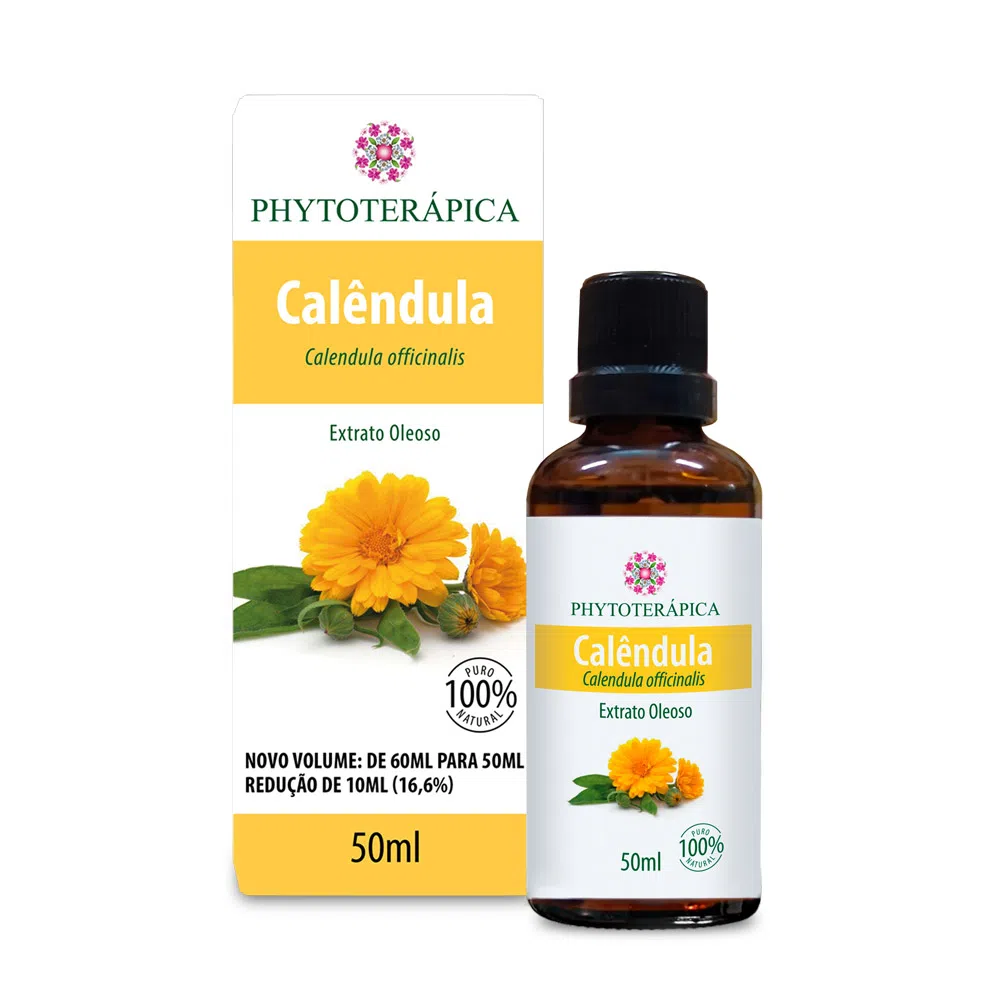 PHYTOTERÁPICA
Calêndula
Calendula officinalis
Extrato Oleoso
PURO
100%
NATURAL
NOVO VOLUME: DE 60ML PARA 50ML
REDUÇÃO DE 10ML (16,6%)
50ml
PHYTOTERÁPICA
Calêndula
Calendula officinalis
Extrato Oleoso
50ml
PURO
100%
NATURAL